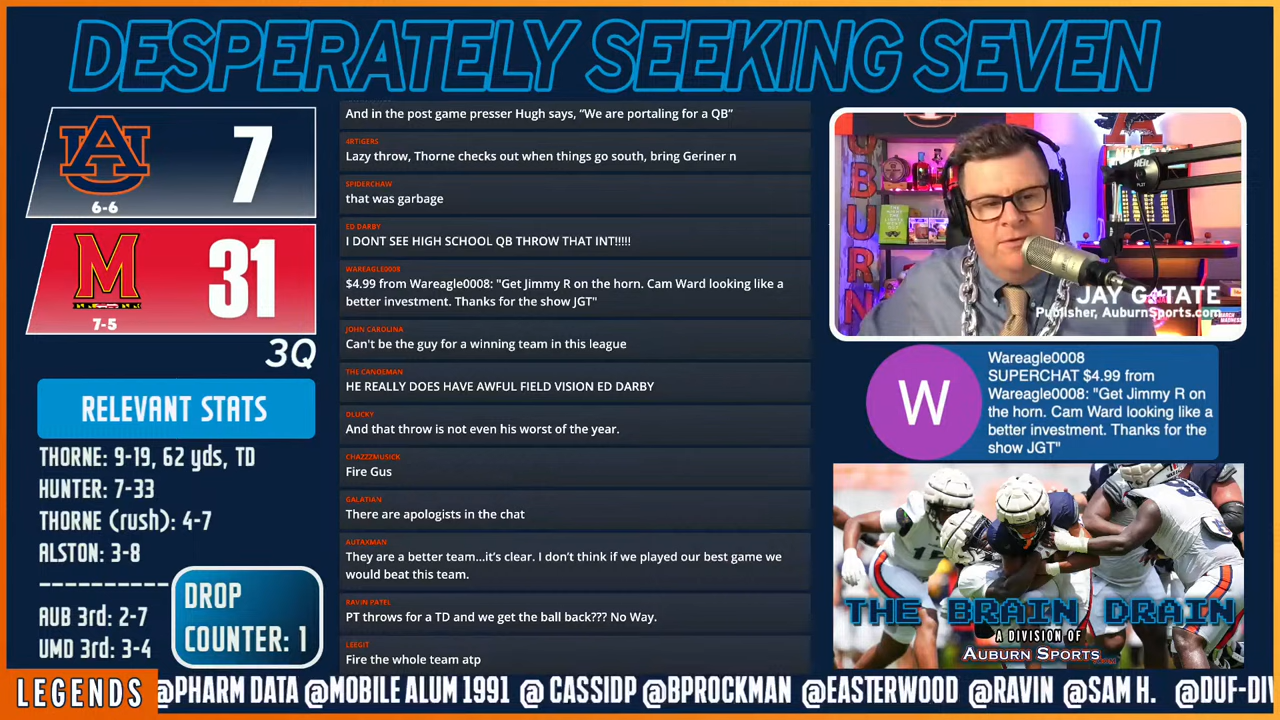 DESPERATELY SEEKING SEVEN
AU
7
6-6
M
31
7-5
3Q
RELEVANT STATS
THORNE: 9-19, 62 yds, TD
HUNTER: 7-33
THORNE (rush): 4-7
ALSTON: 3-8
----------
AUB 3rd: 2-7
UMD 3rd: 3-4
DROP
COUNTER: 1
And in the post game presser Hugh says, “We are portaling for a QB”
4RTIGERS
Lazy throw, Thorne checks out when things go south, bring Geriner n
SPIDERCHAW
that was garbage
ED DARBY
I DONT SEE HIGH SCHOOL QB THROW THAT INT!!!!!
WAREAGLE0008
$4.99 from Wareagle0008: "Get Jimmy R on the horn. Cam Ward looking like a
better investment. Thanks for the show JGT"
JOHN CAROLINA
Can't be the guy for a winning team in this league
THE CANOEMAN
HE REALLY DOES HAVE AWFUL FIELD VISION ED DARBY
DLUCKY
And that throw is not even his worst of the year.
CHAZZZMUSICK
Fire Gus
GALATIAN
There are apologists in the chat
AUTAXMAN
They are a better team...it’s clear. I don’t think if we played our best game we
would beat this team.
RAVIN PATEL
PT throws for a TD and we get the ball back??? No Way.
LEEGIT
Fire the whole team atp
JAY G. TATE
Publisher, AuburnSports.com
W
Wareagle0008
SUPERCHAT $4.99 from
Wareagle0008: "Get Jimmy R on
the horn. Cam Ward looking like a
better investment. Thanks for the
show JGT"
THE BRAIN DRAIN
A DIVISION OF
AUBURN SPORTS
LEGENDS
@PHARM DATA @MOBILE ALUM 1991 @ CASSIDP @BPROCKMAN @EASTERWOOD @RAVIN @SAM H. @DUF-DIV